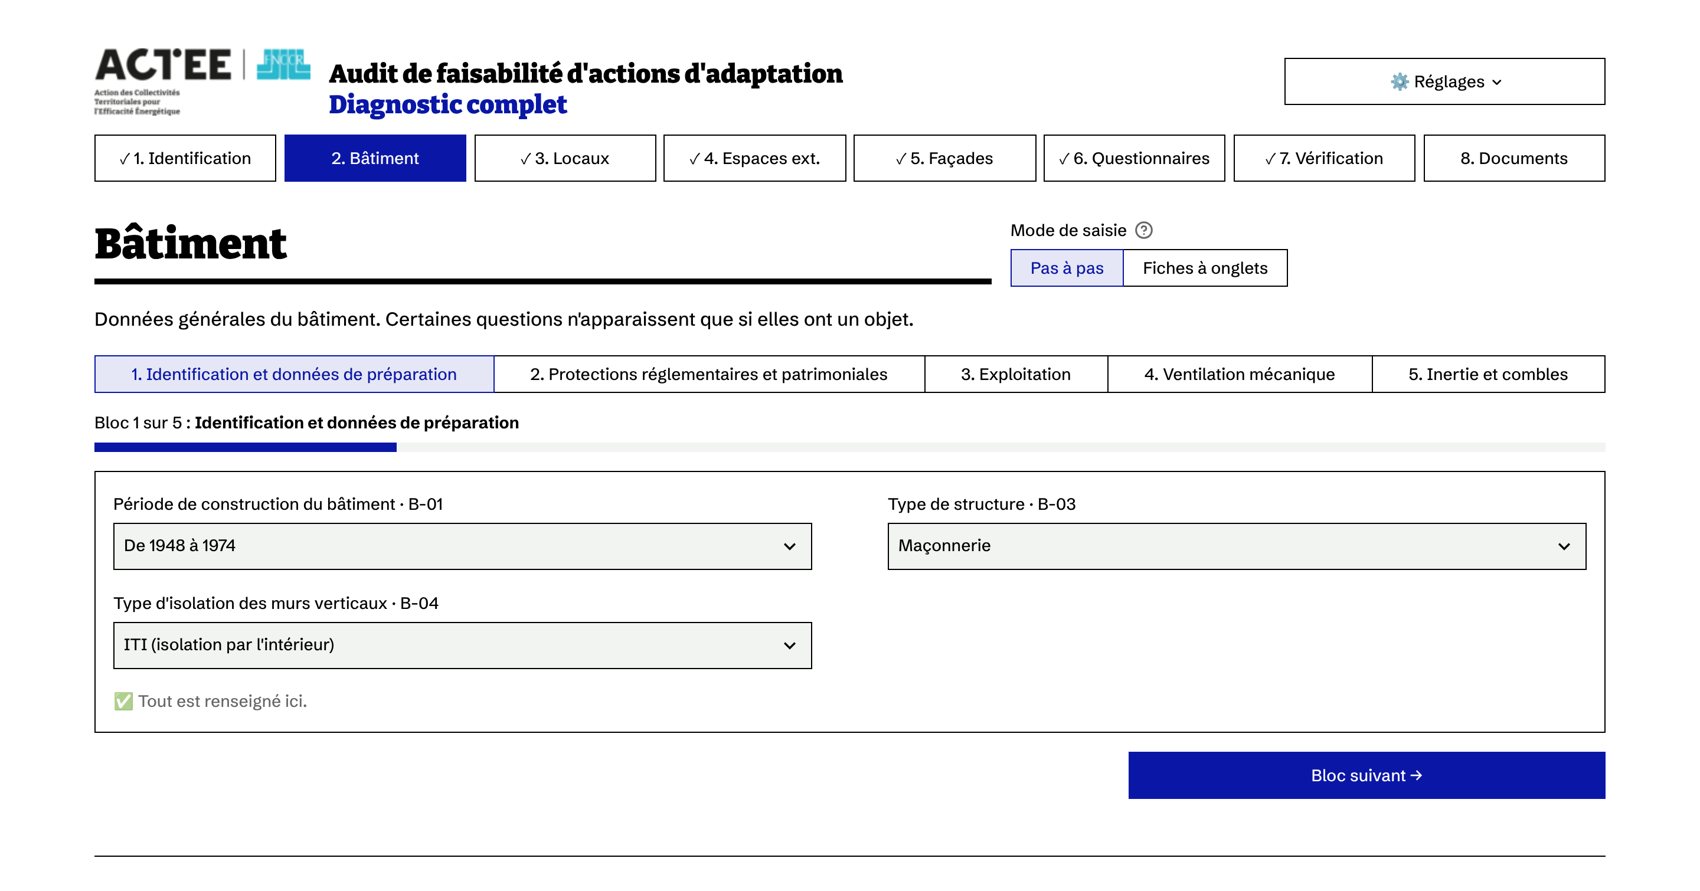 ACTEE | FNCCR
Action des Collectivités
Territoriales pour
l'Efficacité Énergétique
Audit de faisabilité d'actions d'adaptation
Diagnostic complet
⚙️ Réglages
✓ 1. Identification
2. Bâtiment
✓ 3. Locaux
✓ 4. Espaces ext.
✓ 5. Façades
✓ 6. Questionnaires
✓ 7. Vérification
8. Documents
Bâtiment
Mode de saisie ?
Pas à pas
Fiches à onglets
Données générales du bâtiment. Certaines questions n'apparaissent que si elles ont un objet.
1. Identification et données de préparation
2. Protections réglementaires et patrimoniales
3. Exploitation
4. Ventilation mécanique
5. Inertie et combles
Bloc 1 sur 5 : Identification et données de préparation
Période de construction du bâtiment · B-01
De 1948 à 1974
Type de structure · B-03
Maçonnerie
Type d'isolation des murs verticaux · B-04
ITI (isolation par l'intérieur)
✅ Tout est renseigné ici.
Bloc suivant →